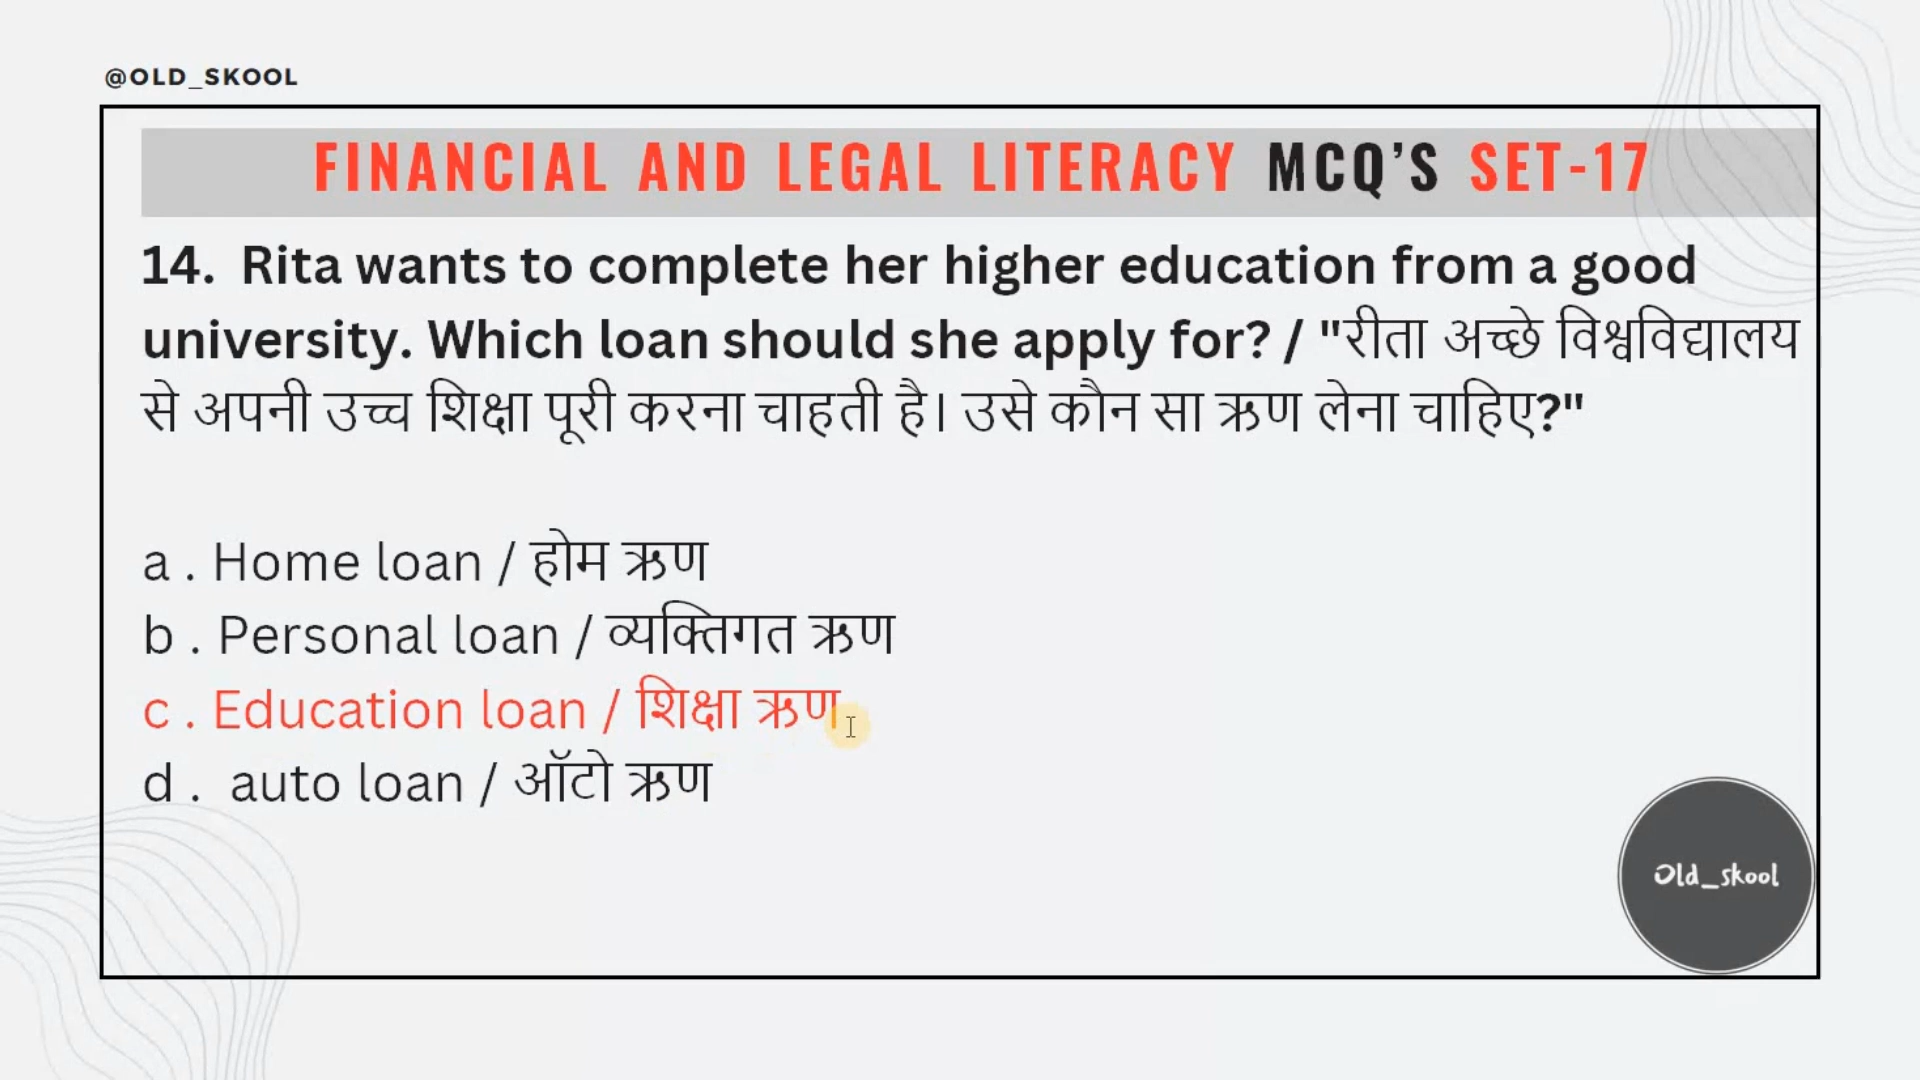 @OLD_SKOOL
FINANCIAL AND LEGAL LITERACY MCQ'S SET-17
14. Rita wants to complete her higher education from a good
university. Which loan should she apply for? / "रीता अच्छे विश्वविद्यालय
से अपनी उच्च शिक्षा पूरी करना चाहती है। उसे कौन सा ऋण लेना चाहिए?"
a . Home loan / होम ऋण
b . Personal loan / व्यक्तिगत ऋण
c . Education loan / शिक्षा ऋण
d . auto loan / ऑटो ऋण
Old_skool